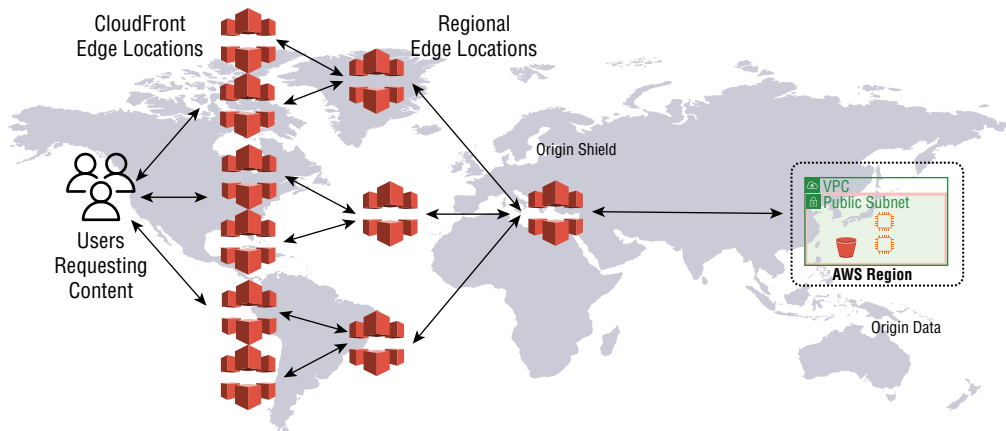 CloudFront
Edge Locations
Regional
Edge Locations
Origin Shield
Users
Requesting
Content
VPC
Public Subnet
AWS Region
Origin Data